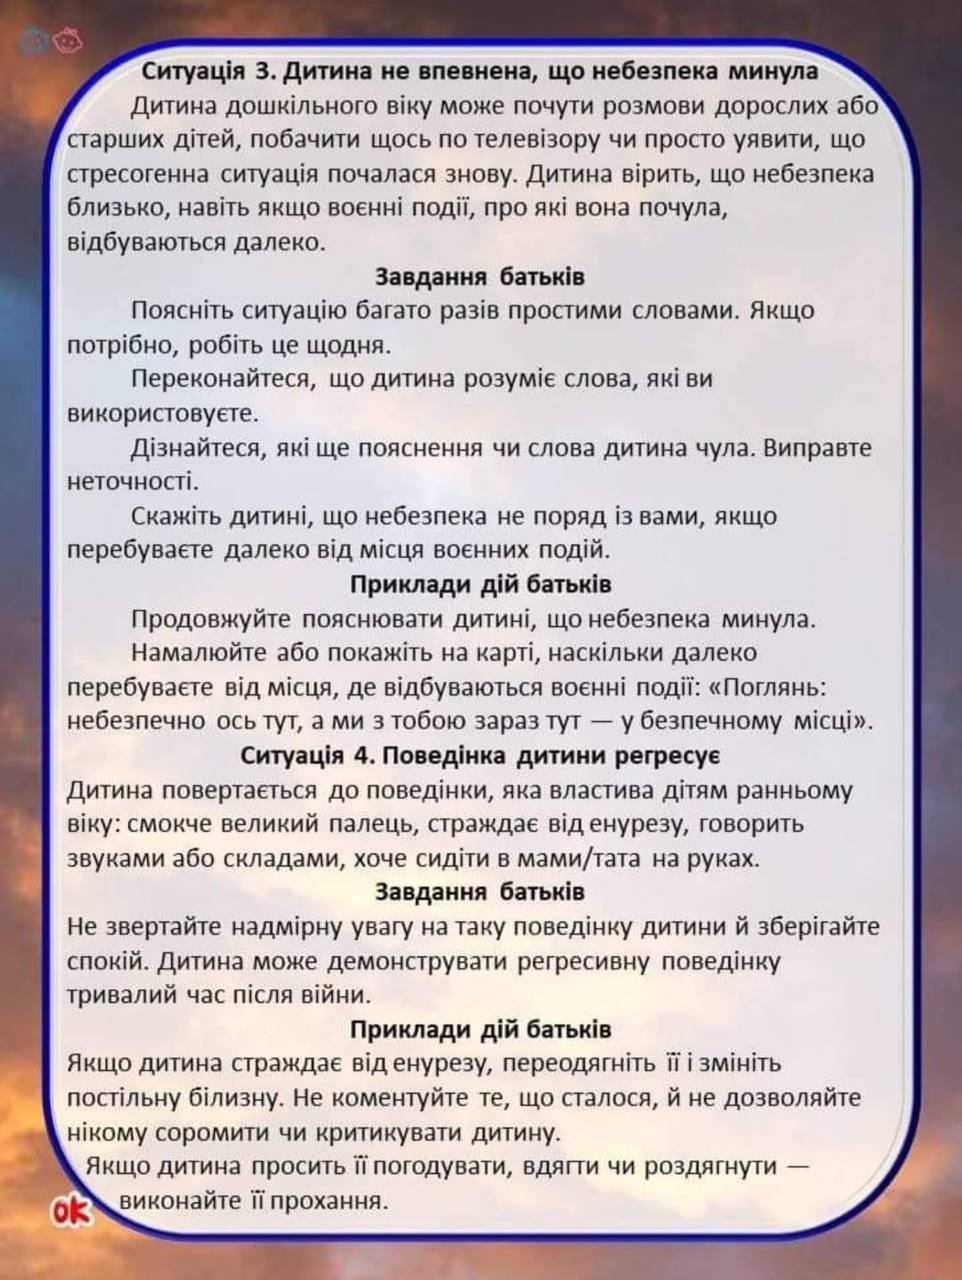 Ситуація 3. Дитина не впевнена, що небезпека минула
Дитина дошкільного віку може почути розмови дорослих або
старших дітей, побачити щось по телевізору чи просто уявити, що
стресогенна ситуація почалася знову. Дитина вірить, що небезпека
близько, навіть якщо воєнні події, про які вона почула,
відбуваються далеко.
Завдання батьків
Поясніть ситуацію багато разів простими словами. Якщо
потрібно, робіть це щодня.
Переконайтеся, що дитина розуміє слова, які ви
використовуєте.
Дізнайтеся, які ще пояснення чи слова дитина чула. Виправте
неточності.
Скажіть дитині, що небезпека не поряд із вами, якщо
перебуваєте далеко від місця воєнних подій.
Приклади дій батьків
Продовжуйте пояснювати дитині, що небезпека минула.
Намалюйте або покажіть на карті, наскільки далеко
перебуваєте від місця, де відбуваються воєнні події: «Поглянь:
небезпечно ось тут, а ми з тобою зараз тут — у безпечному місці».
Ситуація 4. Поведінка дитини регресує
Дитина повертається до поведінки, яка властива дітям раннього
віку: смокче великий палець, страждає від енурезу, говорить
звуками або складами, хоче сидіти в мами/тата на руках.
Завдання батьків
Не звертайте надмірну увагу на таку поведінку дитини й зберігайте
спокій. Дитина може демонструвати регресивну поведінку
тривалий час після війни.
Приклади дій батьків
Якщо дитина страждає від енурезу, переодягніть її і змініть
постільну білизну. Не коментуйте те, що сталося, й не дозволяйте
нікому соромити чи критикувати дитину.
Якщо дитина просить її погодувати, вдягти чи роздягнути —
виконайте її прохання.
ok